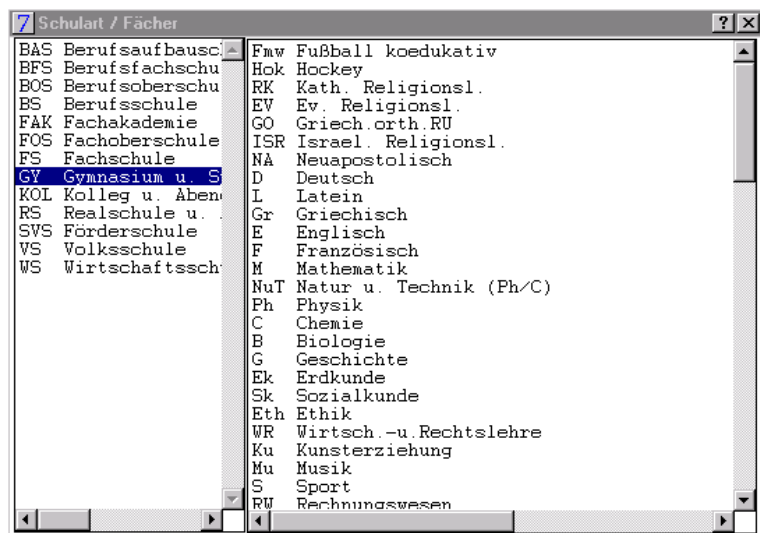 7 Schulart / Fächer
BAS Berufsaufbausc
BFS Berufsfachschu
BOS Berufsoberschu
BS Berufsschule
FAK Fachakademie
FOS Fachoberschule
FS Fachschule
GY Gymnasium u. S
KOL Kolleg u. Aben
RS Realschule u. .
SVS Förderschule
VS Volksschule
WS Wirtschaftssch
Fmw Fußball koedukativ
Hok Hockey
RK Kath. Religionsl.
EV Ev. Religionsl.
GO Griech.orth.RU
ISR Israel. Religionsl.
NA Neuapostolisch
D Deutsch
L Latein
Gr Griechisch
E Englisch
F Französisch
M Mathematik
NuT Natur u. Technik (Ph/C)
Ph Physik
C Chemie
B Biologie
G Geschichte
Ek Erdkunde
Sk Sozialkunde
Eth Ethik
WR Wirtsch.-u.Rechtslehre
Ku Kunsterziehung
Mu Musik
S Sport
RW Rechnungswesen